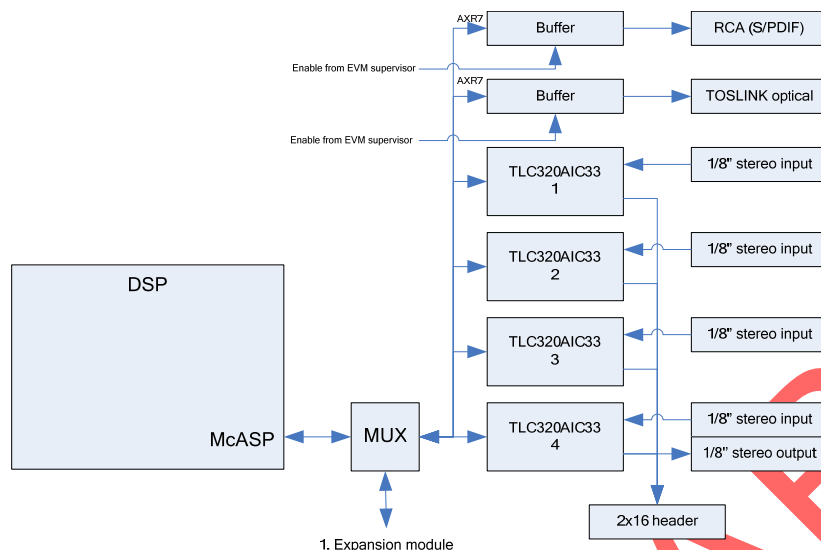 AXR7
Buffer
RCA (S/PDIF)
Enable from EVM supervisor
AXR7
Buffer
TOSLINK optical
Enable from EVM supervisor
TLC320AIC33
1
1/8” stereo input
TLC320AIC33
2
1/8” stereo input
DSP
TLC320AIC33
3
1/8” stereo input
McASP
MUX
TLC320AIC33
4
1/8” stereo input
1/8” stereo output
2x16 header
1. Expansion module